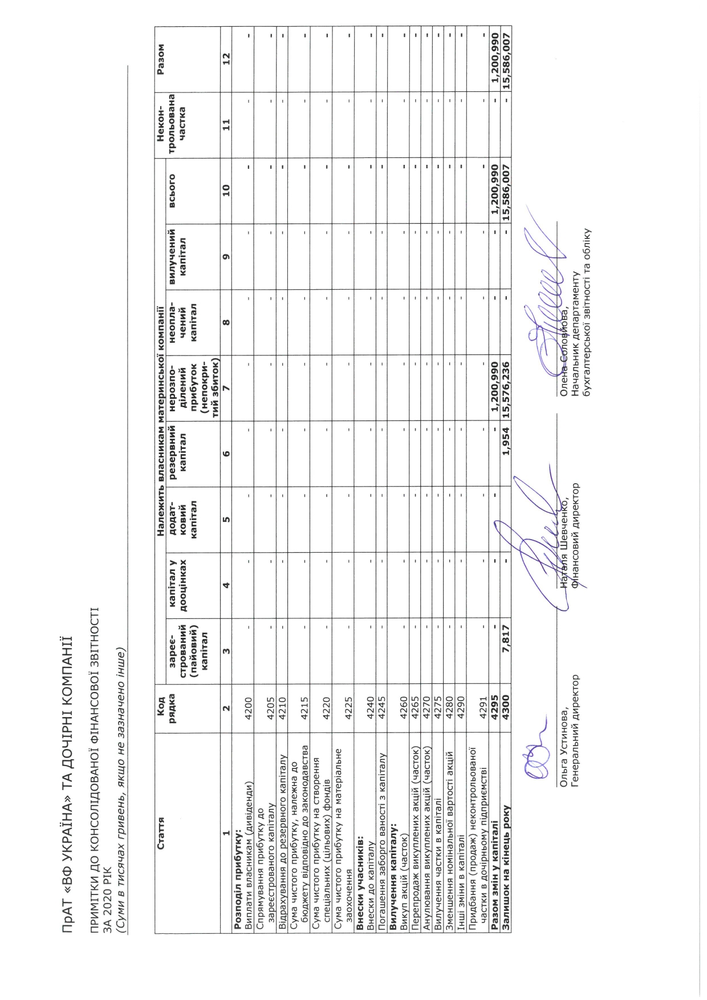 ПрАТ «ВФ УКРАЇНА» ТА ДОЧІРНІ КОМПАНІЇ
ПРИМІТКИ ДО КОНСОЛІДОВАНОЇ ФІНАНСОВОЇ ЗВІТНОСТІ
ЗА 2020 РІК
(Суми в тисячах гривень, якщо не зазначено інше)
Стаття Код рядка Належить власникам материнської компанії Некон-трольована частка Разом
зареє-стрований (пайовий) капітал капітал у дооцінках додат-ковий капітал резервний капітал нерозпо-ділений прибуток (непокри-тий збиток) неопла-чений капітал вилучений капітал всього
1 2 3 4 5 6 7 8 9 10 11 12
Розподіл прибутку:
Виплати власникам (дивіденди) 4200 - - - - - - - - - -
Спрямування прибутку до
зареєстрованого капіталу 4205 - - - - - - - - - -
Відрахування до резервного капіталу 4210 - - - - - - - - - -
Сума чистого прибутку, належна до
бюджету відповідно до законодавства 4215 - - - - - - - - - -
Сума чистого прибутку на створення
спеціальних (цільових) фондів 4220 - - - - - - - - - -
Сума чистого прибутку на матеріальне
заохочення 4225 - - - - - - - - - -
Внески учасників:
Внески до капіталу 4240 - - - - - - - - - -
Погашення заборго ваності з капіталу 4245 - - - - - - - - - -
Вилучення капіталу:
Викуп акцій (часток) 4260 - - - - - - - - - -
Перепродаж викуплених акцій (часток) 4265 - - - - - - - - - -
Анулювання викуплених акцій (часток) 4270 - - - - - - - - - -
Вилучення частки в капіталі 4275 - - - - - - - - - -
Зменшення номінальної вартості акцій 4280 - - - - - - - - - -
Інші зміни в капіталі 4290 - - - - - - - - - -
Придбання (продаж) неконтрольованої
частки в дочірньому підприємстві 4291 - - - - - - - - - -
Разом змін у капіталі 4295 - - - - 1,200,990 - - 1,200,990 - 1,200,990
Залишок на кінець року 4300 7,817 - 1,954 15,576,236 - - 15,586,007 - 15,586,007
Ольга Устинова,
Генеральний директор
Наталя Шевченко,
Фінансовий директор
Олена Соловйова,
Начальник департаменту
бухгалтерської звітності та обліку